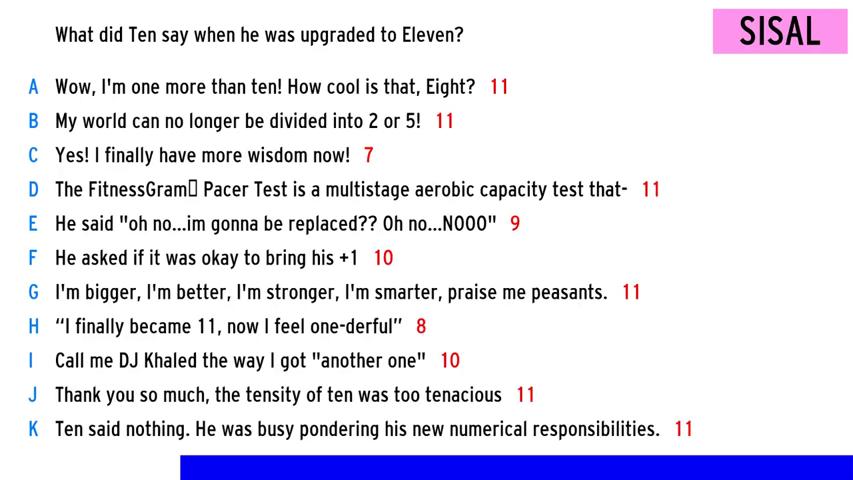 What did Ten say when he was upgraded to Eleven?
SISAL
A Wow, I'm one more than ten! How cool is that, Eight? 11
B My world can no longer be divided into 2 or 5! 11
C Yes! I finally have more wisdom now! 7
D The FitnessGram▯ Pacer Test is a multistage aerobic capacity test that- 11
E He said "oh no...im gonna be replaced?? Oh no...NOOO" 9
F He asked if it was okay to bring his +1 10
G I'm bigger, I'm better, I'm stronger, I'm smarter, praise me peasants. 11
H “I finally became 11, now I feel one-derful” 8
I Call me DJ Khaled the way I got "another one" 10
J Thank you so much, the tensity of ten was too tenacious 11
K Ten said nothing. He was busy pondering his new numerical responsibilities. 11